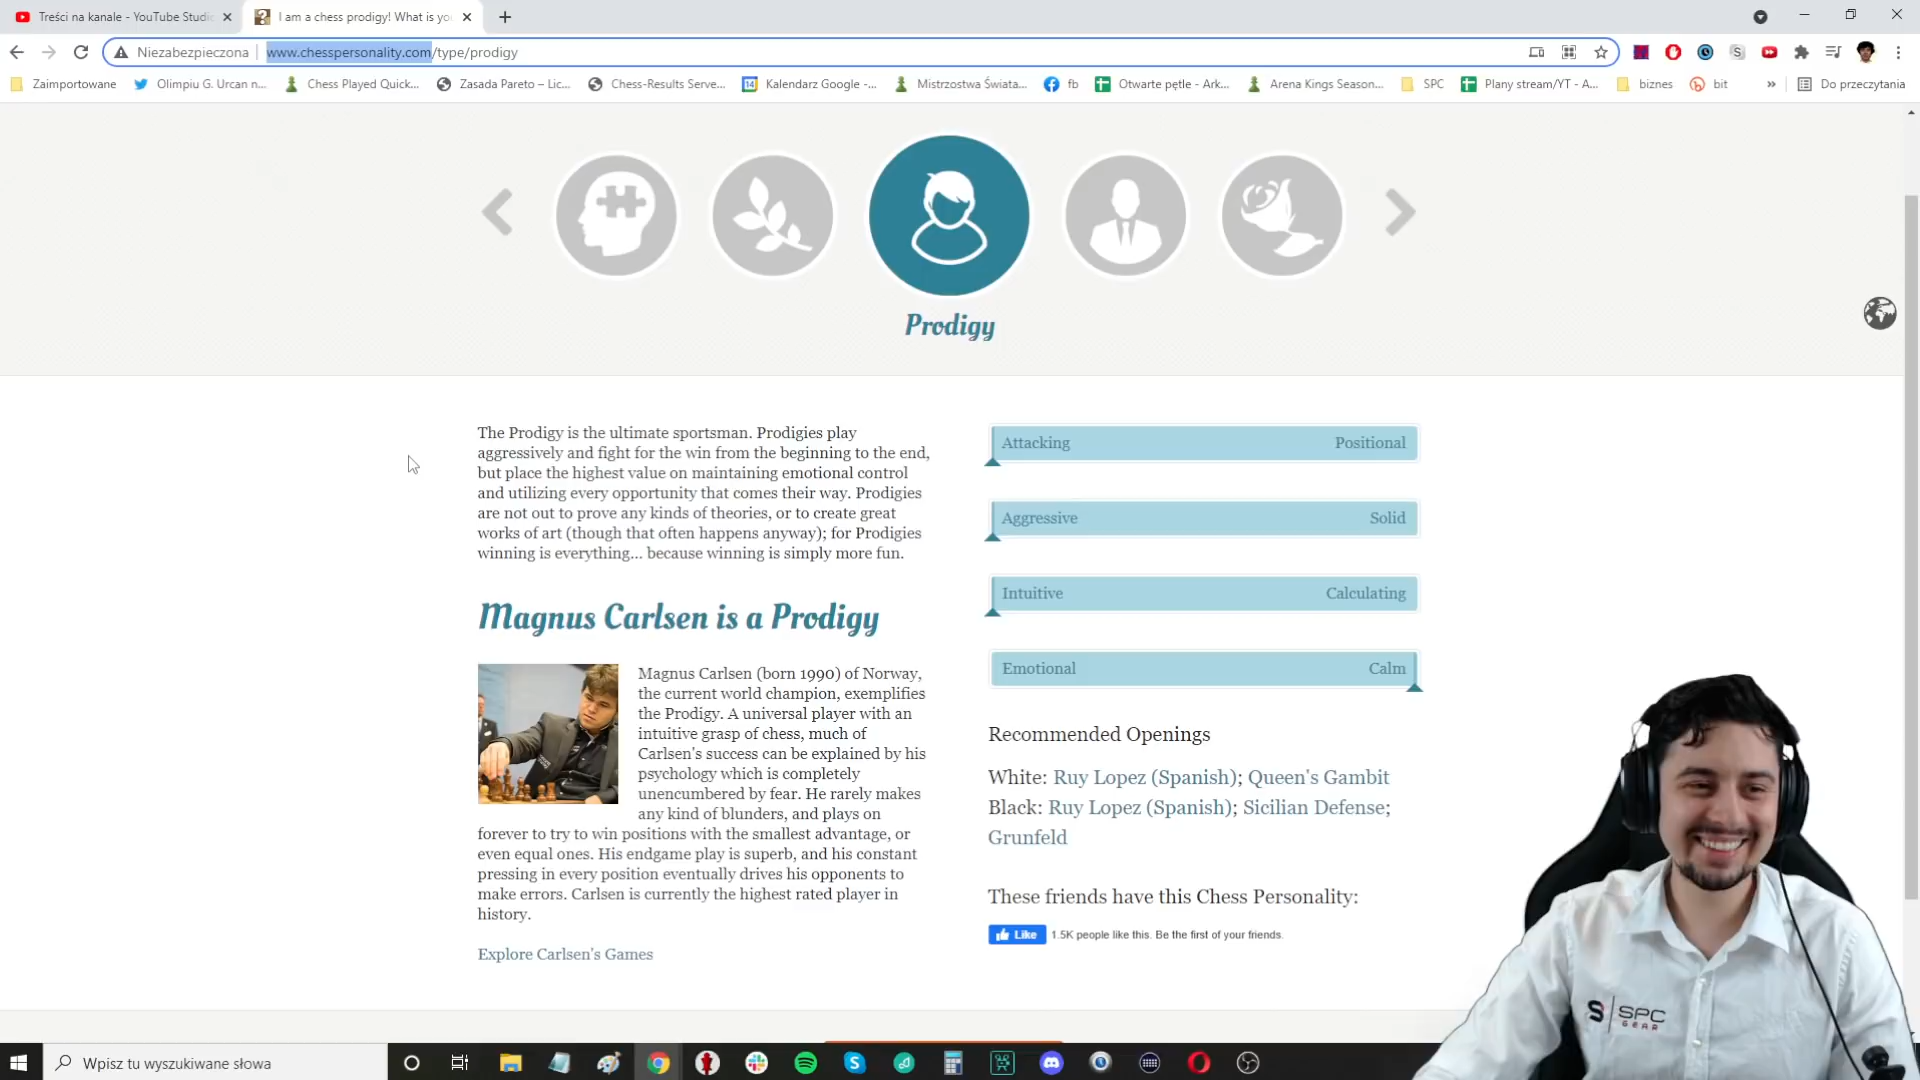 Treści na kanale - YouTube Studio
I am a chess prodigy! What is yo
Niezabezpieczona
www.chesspersonality.com/type/prodigy
Zaimportowane
Olimpiu G. Urcan n...
Chess Played Quick...
Zasada Pareto – Lic...
Chess-Results Serve...
Kalendarz Google -...
Mistrzostwa Świata...
fb
Otwarte pętle - Ark...
Arena Kings Season...
SPC
Plany stream/YT - A...
biznes
bit
»
Do przeczytania
Prodigy
The Prodigy is the ultimate sportsman. Prodigies play
aggressively and fight for the win from the beginning to the end,
but place the highest value on maintaining emotional control
and utilizing every opportunity that comes their way. Prodigies
are not out to prove any kinds of theories, or to create great
works of art (though that often happens anyway); for Prodigies
winning is everything... because winning is simply more fun.
Magnus Carlsen is a Prodigy
Magnus Carlsen (born 1990) of Norway,
the current world champion, exemplifies
the Prodigy. A universal player with an
intuitive grasp of chess, much of
Carlsen's success can be explained by his
psychology which is completely
unencumbered by fear. He rarely makes
any kind of blunders, and plays on
forever to try to win positions with the smallest advantage, or
even equal ones. His endgame play is superb, and his constant
pressing in every position eventually drives his opponents to
make errors. Carlsen is currently the highest rated player in
history.
Explore Carlsen's Games
Attacking Positional
Aggressive Solid
Intuitive Calculating
Emotional Calm
Recommended Openings
White: Ruy Lopez (Spanish); Queen's Gambit
Black: Ruy Lopez (Spanish); Sicilian Defense;
Grunfeld
These friends have this Chess Personality:
Like 1.5K people like this. Be the first of your friends.
SPC
GEAR
Wpisz tu wyszukiwane słowa